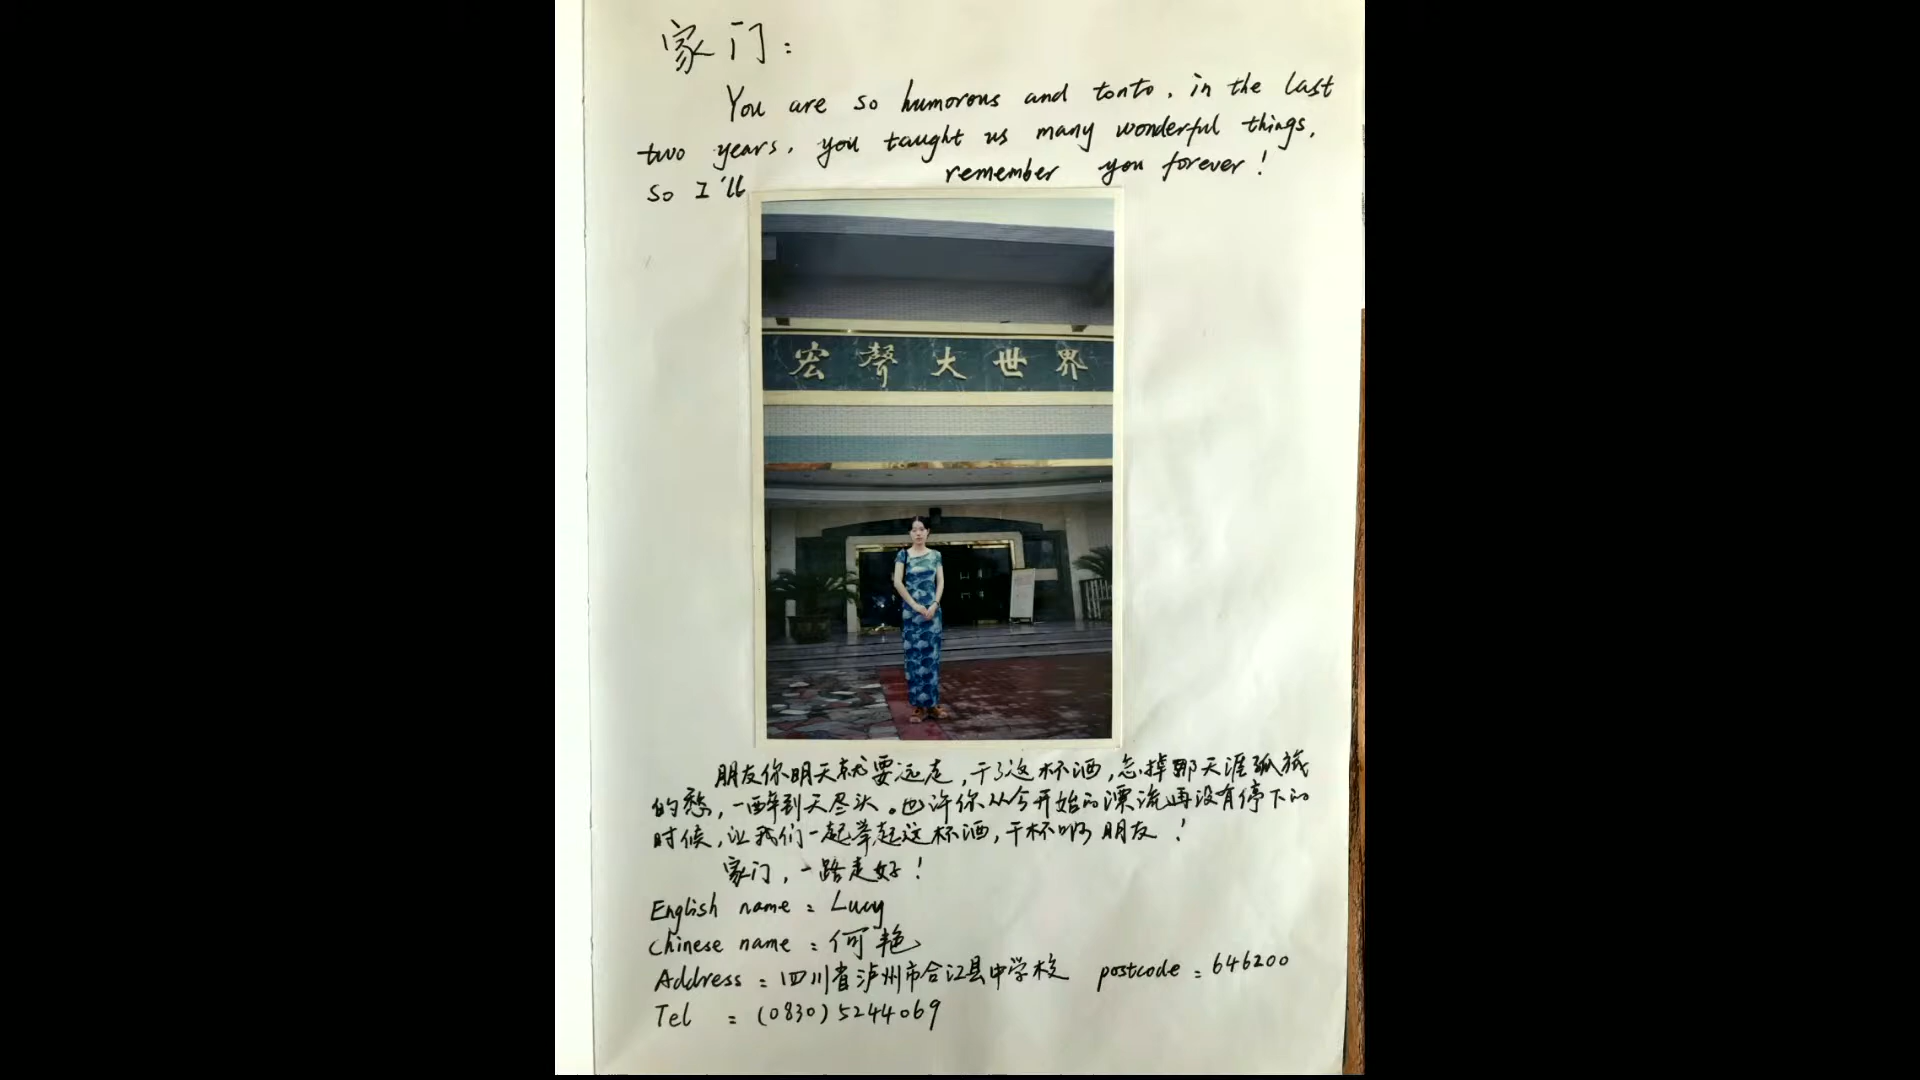 家门：
You are so humorous and tonto, in the last
two years, you taught us many wonderful things,
so I'll remember you forever!
宏聲大世界
朋友你明天就要远走，干了这杯酒，忘掉那天涯孤旅
的愁，一醉到天尽头。也许你从今开始的漂流再没有停下的
时候，让我们一起举起这杯酒，干杯啊朋友！
家门，一路走好！
English name: Lucy
Chinese name: 何艳
Address: 四川省泸州市合江县中学校 postcode: 646200
Tel : (0830) 5244069